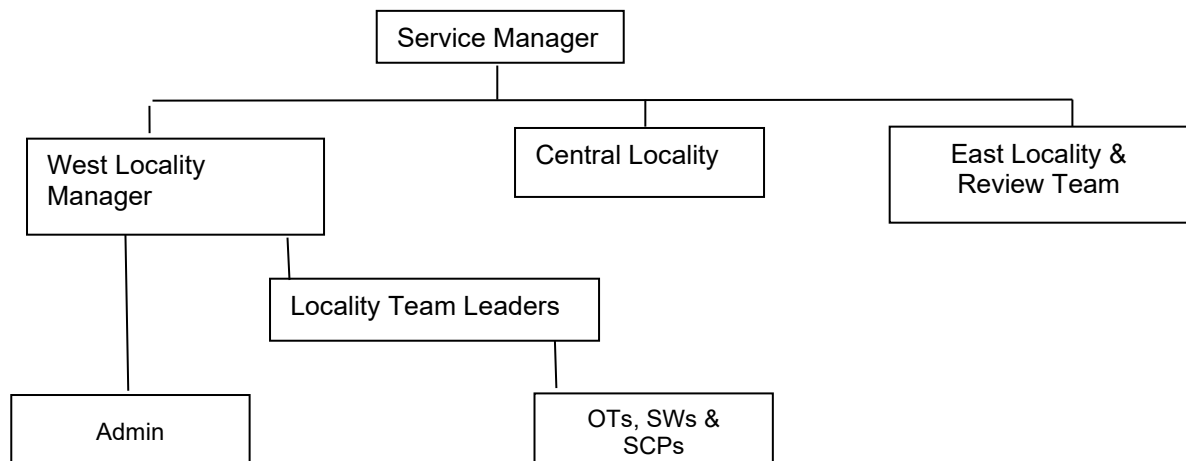 Service Manager
West Locality
Manager
Central Locality
East Locality &
Review Team
Locality Team Leaders
Admin
OTs, SWs &
SCPs